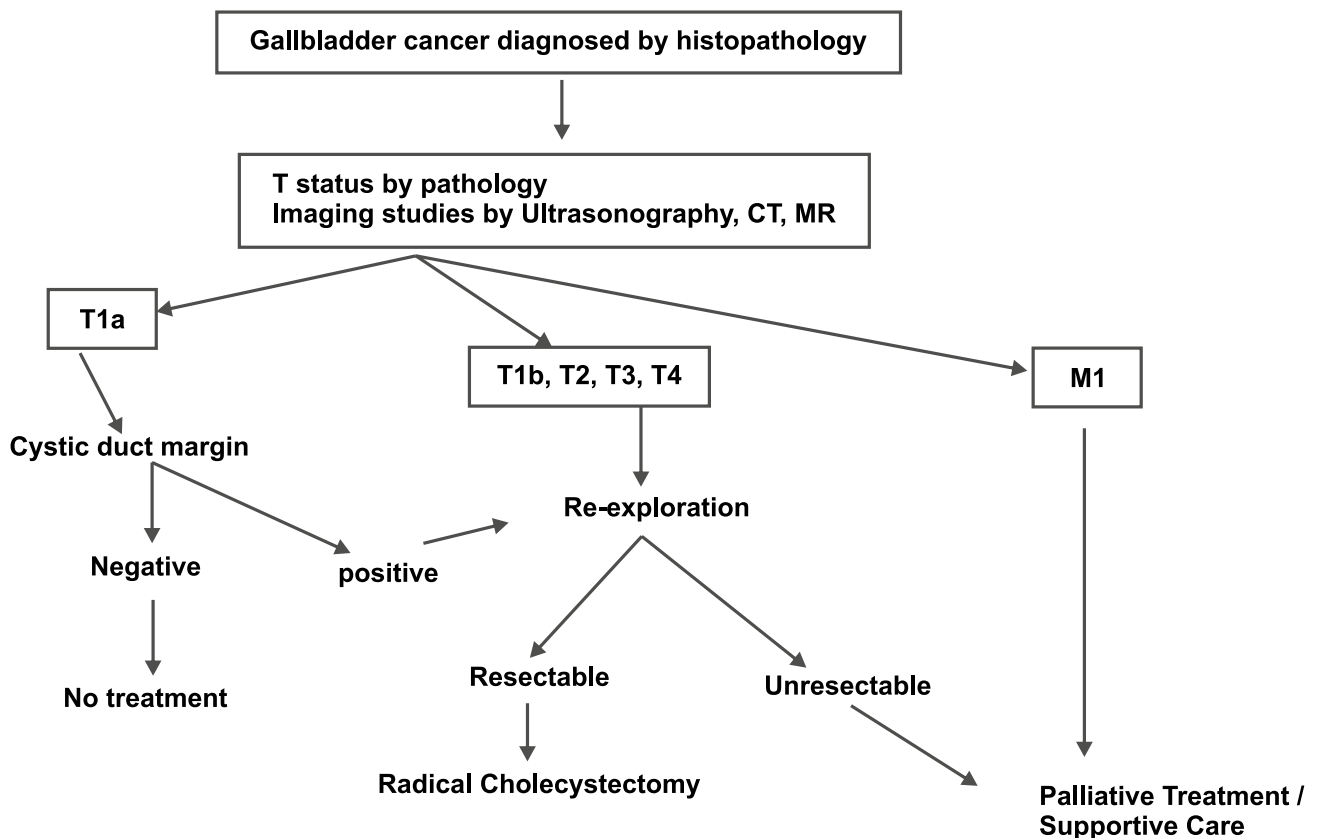 Gallbladder cancer diagnosed by histopathology
T status by pathology
Imaging studies by Ultrasonography, CT, MR
T1a
T1b, T2, T3, T4
M1
Cystic duct margin
Re-exploration
Negative
positive
Resectable
Unresectable
No treatment
Radical Cholecystectomy
Palliative Treatment /
Supportive Care